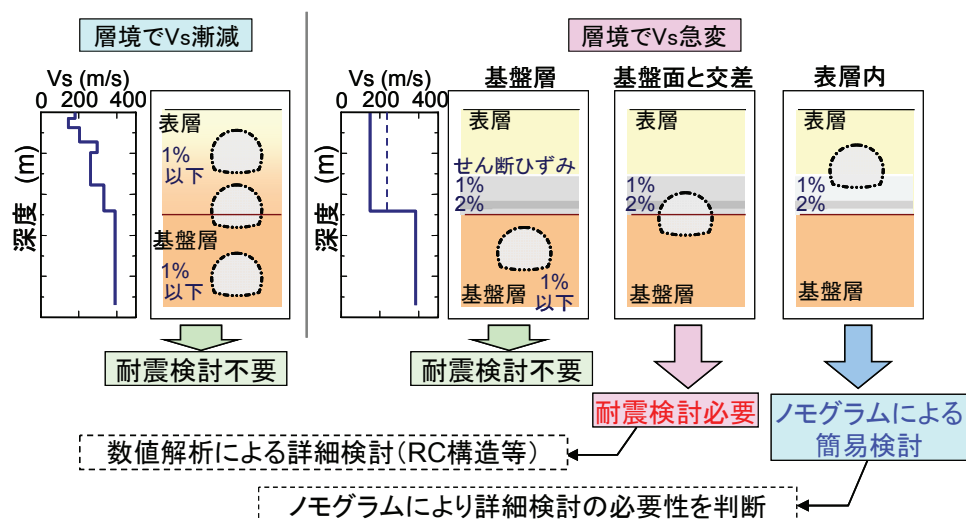 層境でVs漸減
Vs (m/s)
0 200 400
深度 (m)
表層
1%
以下
基盤層
1%
以下
耐震検討不要
層境でVs急変
Vs (m/s)
0 200 400
深度 (m)
基盤層
表層
せん断ひずみ
1%
2%
1%
基盤層 以下
耐震検討不要
基盤面と交差
表層
1%
2%
基盤層
耐震検討必要
表層内
表層
1%
2%
基盤層
ノモグラムによる
簡易検討
数値解析による詳細検討(RC構造等)
ノモグラムにより詳細検討の必要性を判断